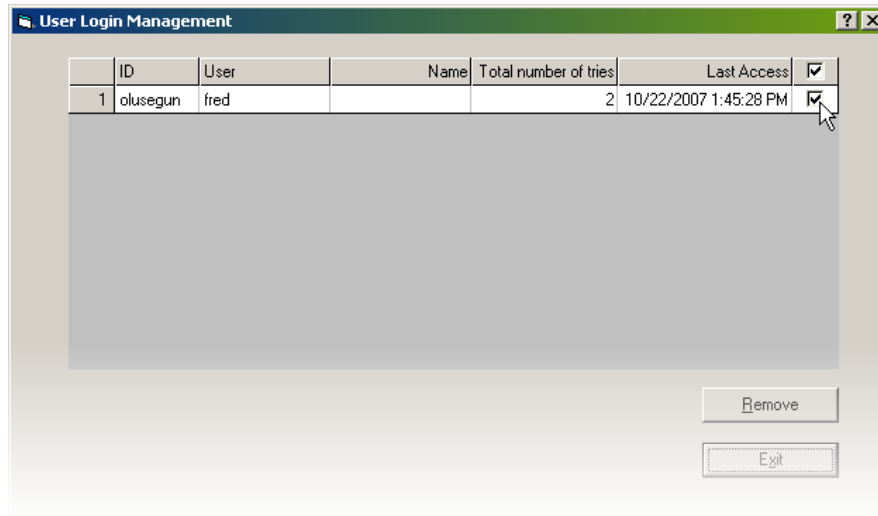 User Login Management
ID User Name Total number of tries Last Access
1 olusegun fred 2 10/22/2007 1:45:28 PM
Remove
Exit